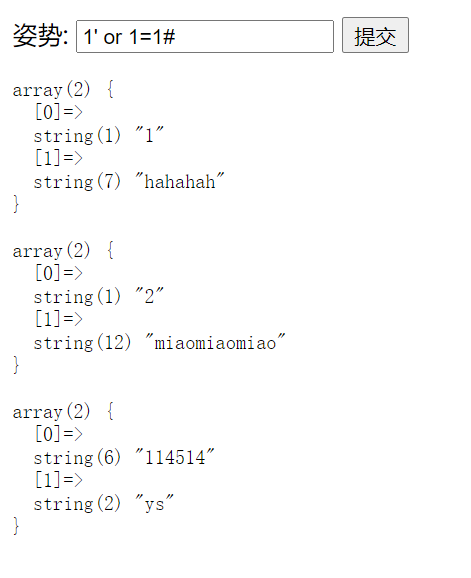 姿势: 1' or 1=1# 提交
array(2) {
[0]=>
string(1) "1"
[1]=>
string(7) "hahahah"
}
array(2) {
[0]=>
string(1) "2"
[1]=>
string(12) "miaomiaomiao"
}
array(2) {
[0]=>
string(6) "114514"
[1]=>
string(2) "ys"
}